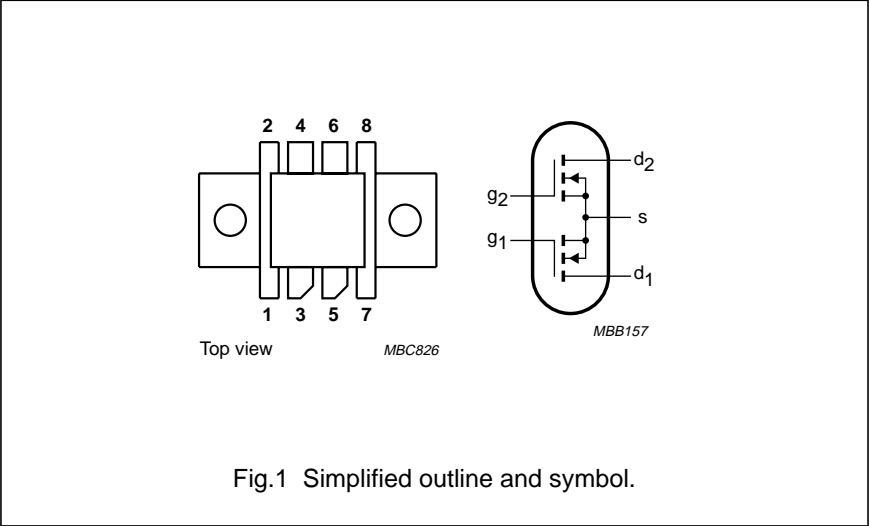 2 4 6 8
1 3 5 7
Top view
MBC826
d2
g2
s
g1
d1
MBB157
Fig.1 Simplified outline and symbol.